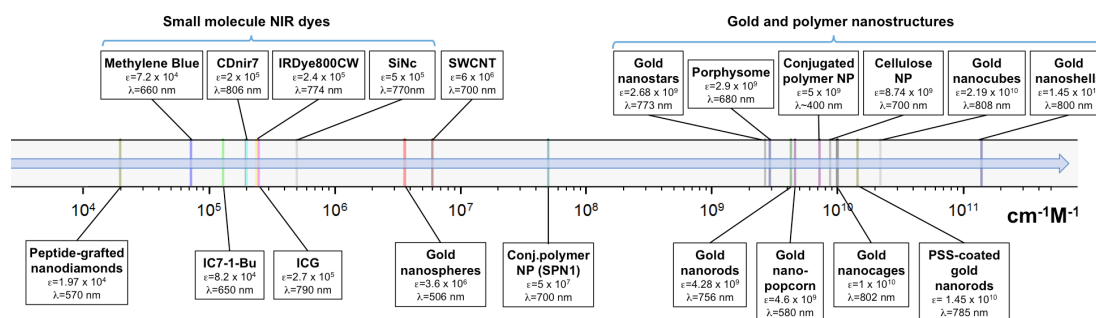 Small molecule NIR dyes
Gold and polymer nanostructures
Methylene Blue
ε=7.2 x 10⁴
λ=660 nm
CDnir7
ε=2 x 10⁵
λ=806 nm
IRDye800CW
ε=2.4 x 10⁵
λ=774 nm
SiNc
ε=5 x 10⁵
λ=770nm
SWCNT
ε=6 x 10⁶
λ=700 nm
Gold
nanostars
ε=2.68 x 10⁹
λ=773 nm
Porphysome
ε=2.9 x 10⁹
λ=680 nm
Conjugated
polymer NP
ε=5 x 10⁹
λ~400 nm
Cellulose
NP
ε=8.74 x 10⁹
λ=700 nm
Gold
nanocubes
ε=2.19 x 10¹⁰
λ=808 nm
Gold
nanoshell
ε=1.45 x 10¹
λ=800 nm
10⁴
10⁵
10⁶
10⁷
10⁸
10⁹
10¹⁰
10¹¹
cm⁻¹M⁻¹
Peptide-grafted
nanodiamonds
ε=1.97 x 10⁴
λ=570 nm
IC7-1-Bu
ε=8.2 x 10⁴
λ=650 nm
ICG
ε=2.7 x 10⁵
λ=790 nm
Gold
nanospheres
ε=3.6 x 10⁶
λ=506 nm
Conj.polymer
NP (SPN1)
ε=5 x 10⁷
λ=700 nm
Gold
nanorods
ε=4.28 x 10⁹
λ=756 nm
Gold
nano-
popcorn
ε=4.6 x 10⁹
λ=580 nm
Gold
nanocages
ε=1 x 10¹⁰
λ=802 nm
PSS-coated
gold
nanorods
ε= 1.45 x 10¹⁰
λ=785 nm